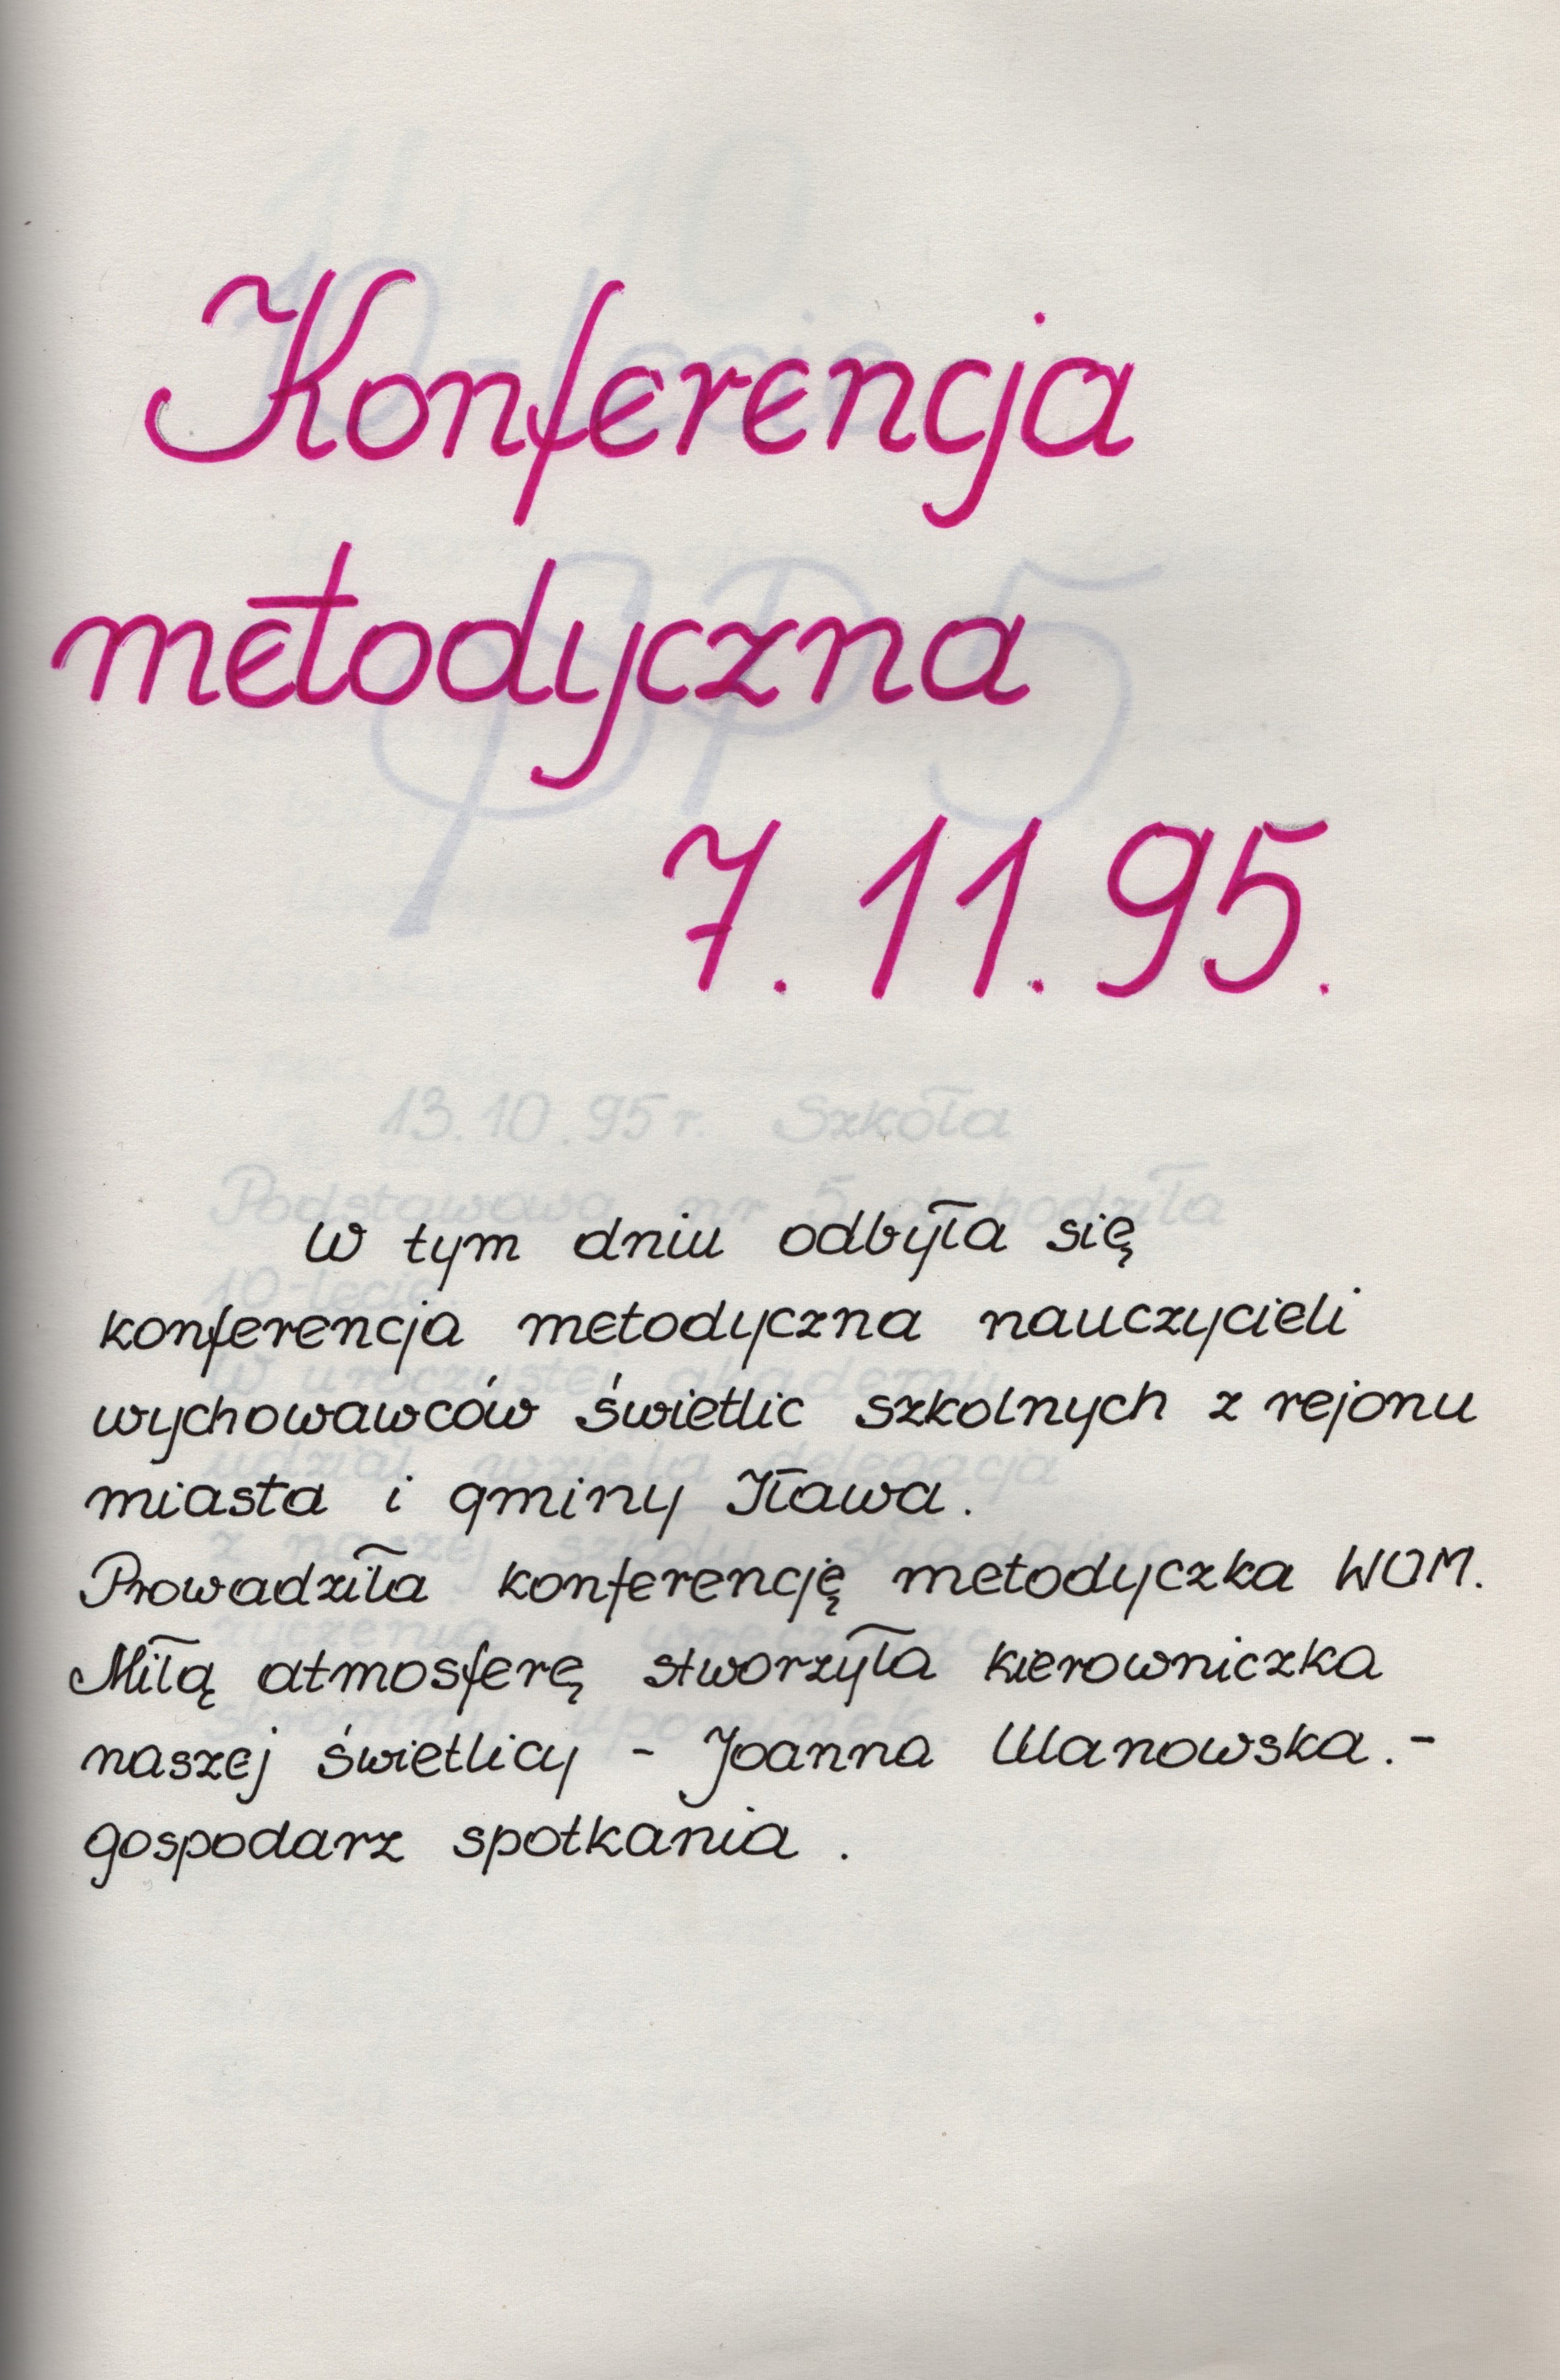 Konferencja
metodyczna
7. 11. 95.
W tym dniu odbyła się
konferencja metodyczna nauczycieli
wychowawców świetlic szkolnych z rejonu
miasta i gminy Iława.
Prowadziła konferencję metodyczka WOM.
Miłą atmosferę stworzyła kierowniczka
naszej świetlicy - Joanna Ulanowska. -
gospodarz spotkania .